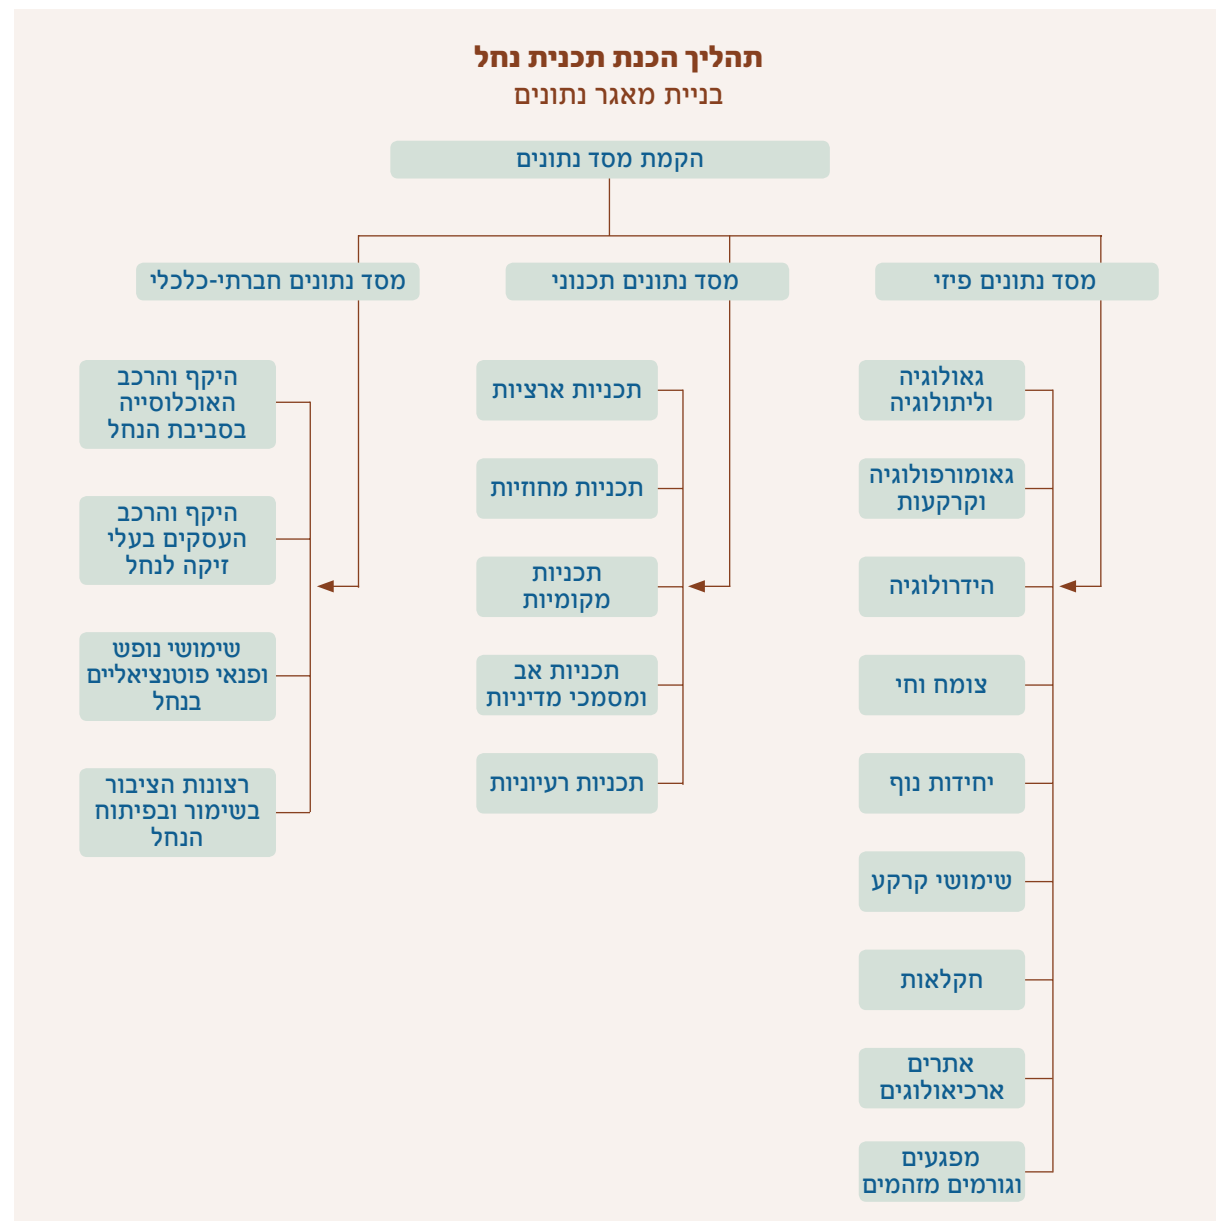 תהליך הכנת תכנית נחל
בניית מאגר נתונים
הקמת מסד נתונים
מסד נתונים פיזי
גאולוגיה
וליתולוגיה
גאומורפולוגיה
וקרקעות
הידרולוגיה
צומח וחי
יחידות נוף
שימושי קרקע
חקלאות
אתרים
ארכיאולוגים
מפגעים
וגורמים מזהמים
מסד נתונים תכנוני
תכניות ארציות
תכניות מחוזיות
תכניות
מקומיות
תכניות אב
ומסמכי מדיניות
תכניות רעיוניות
מסד נתונים חברתי-כלכלי
היקף והרכב
האוכלוסייה
בסביבת הנחל
היקף והרכב
העסקים בעלי
זיקה לנחל
שימושי נופש
ופנאי פוטנציאליים
בנחל
רצונות הציבור
בשימור ובפיתוח
הנחל